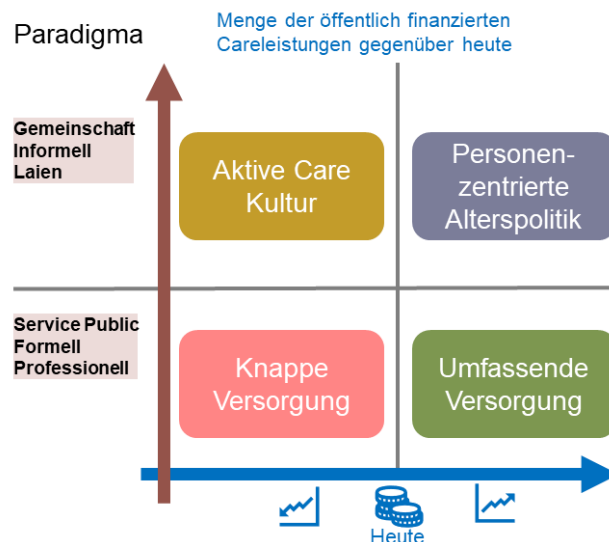 Paradigma
Menge der öffentlich finanzierten
Careleistungen gegenüber heute
Gemeinschaft
Informell
Laien
Aktive Care
Kultur
Personen-
zentrierte
Alterspolitik
Service Public
Formell
Professionell
Knappe
Versorgung
Umfassende
Versorgung
Heute